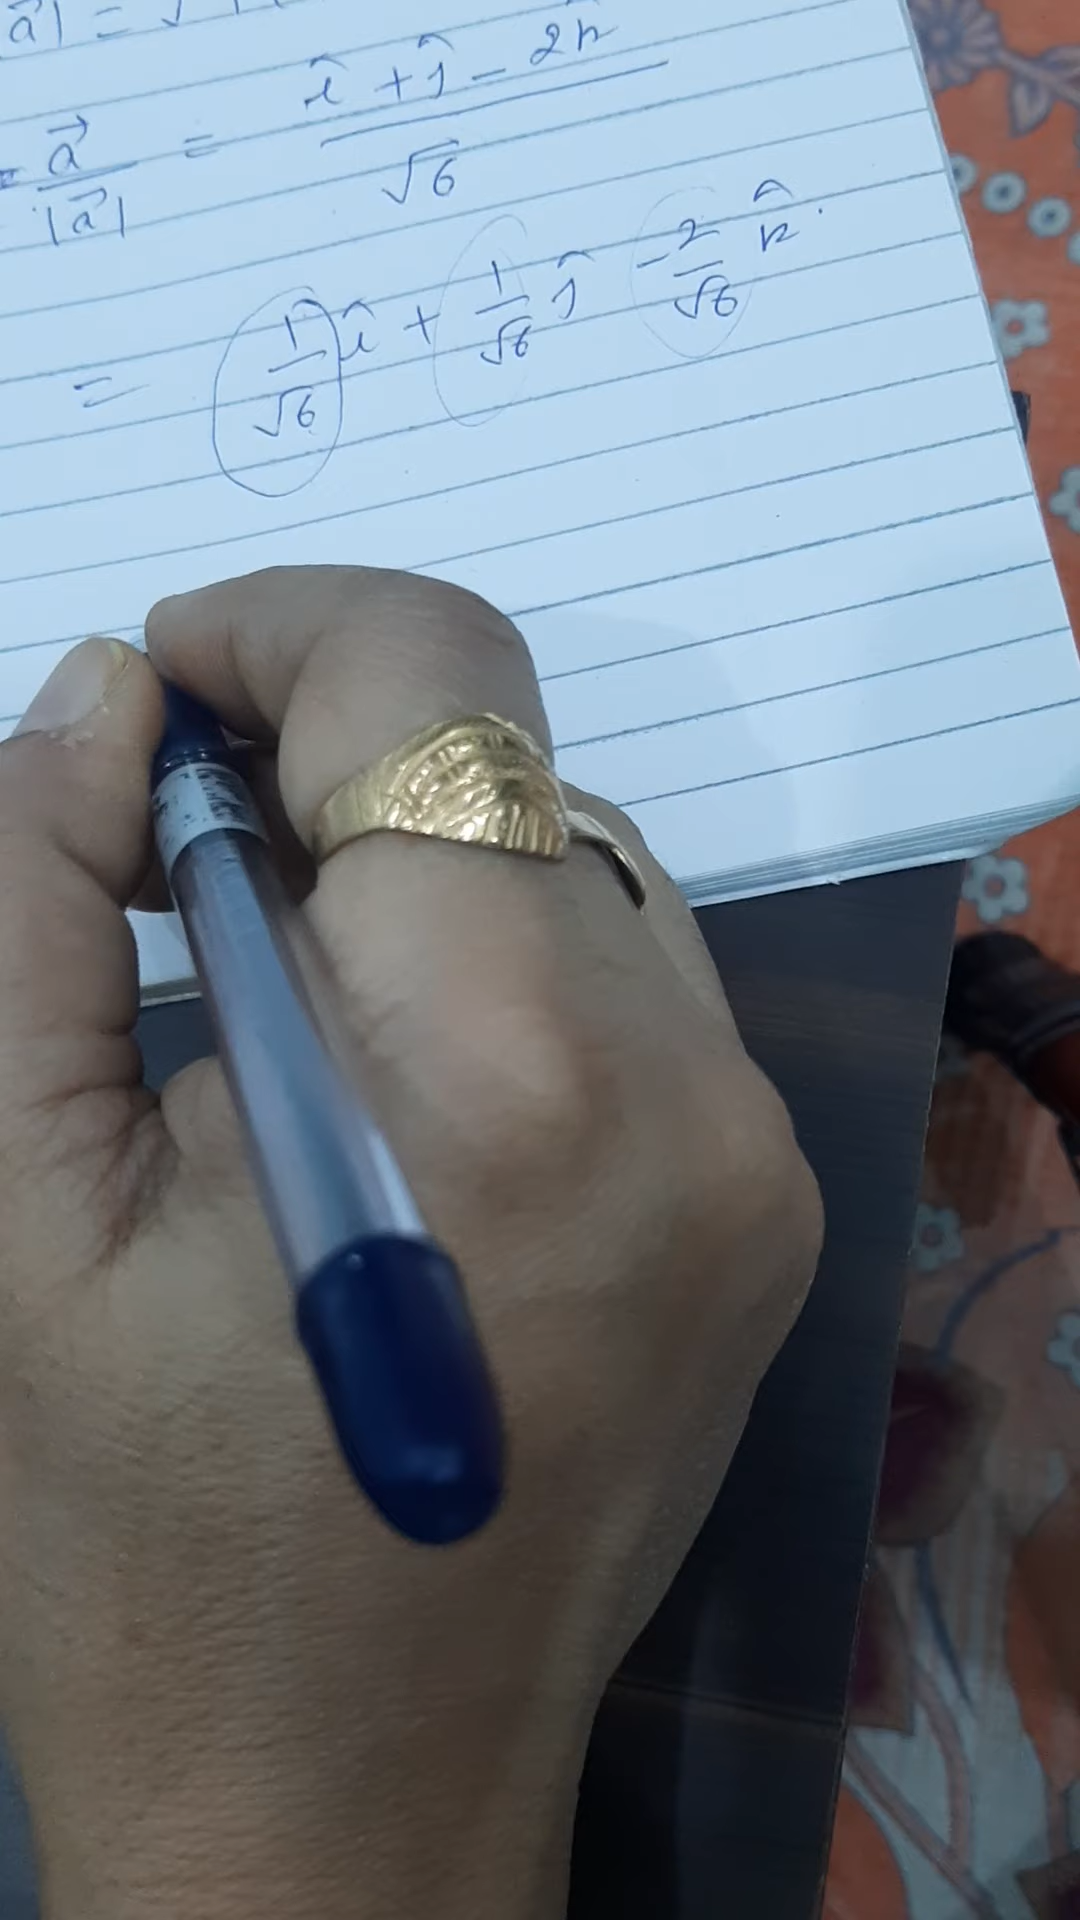 |a⃗| = √
= a⃗/|a⃗| = (î + ĵ - 2k̂)/√6
= 1/√6 î + 1/√6 ĵ - 2/√6 k̂.